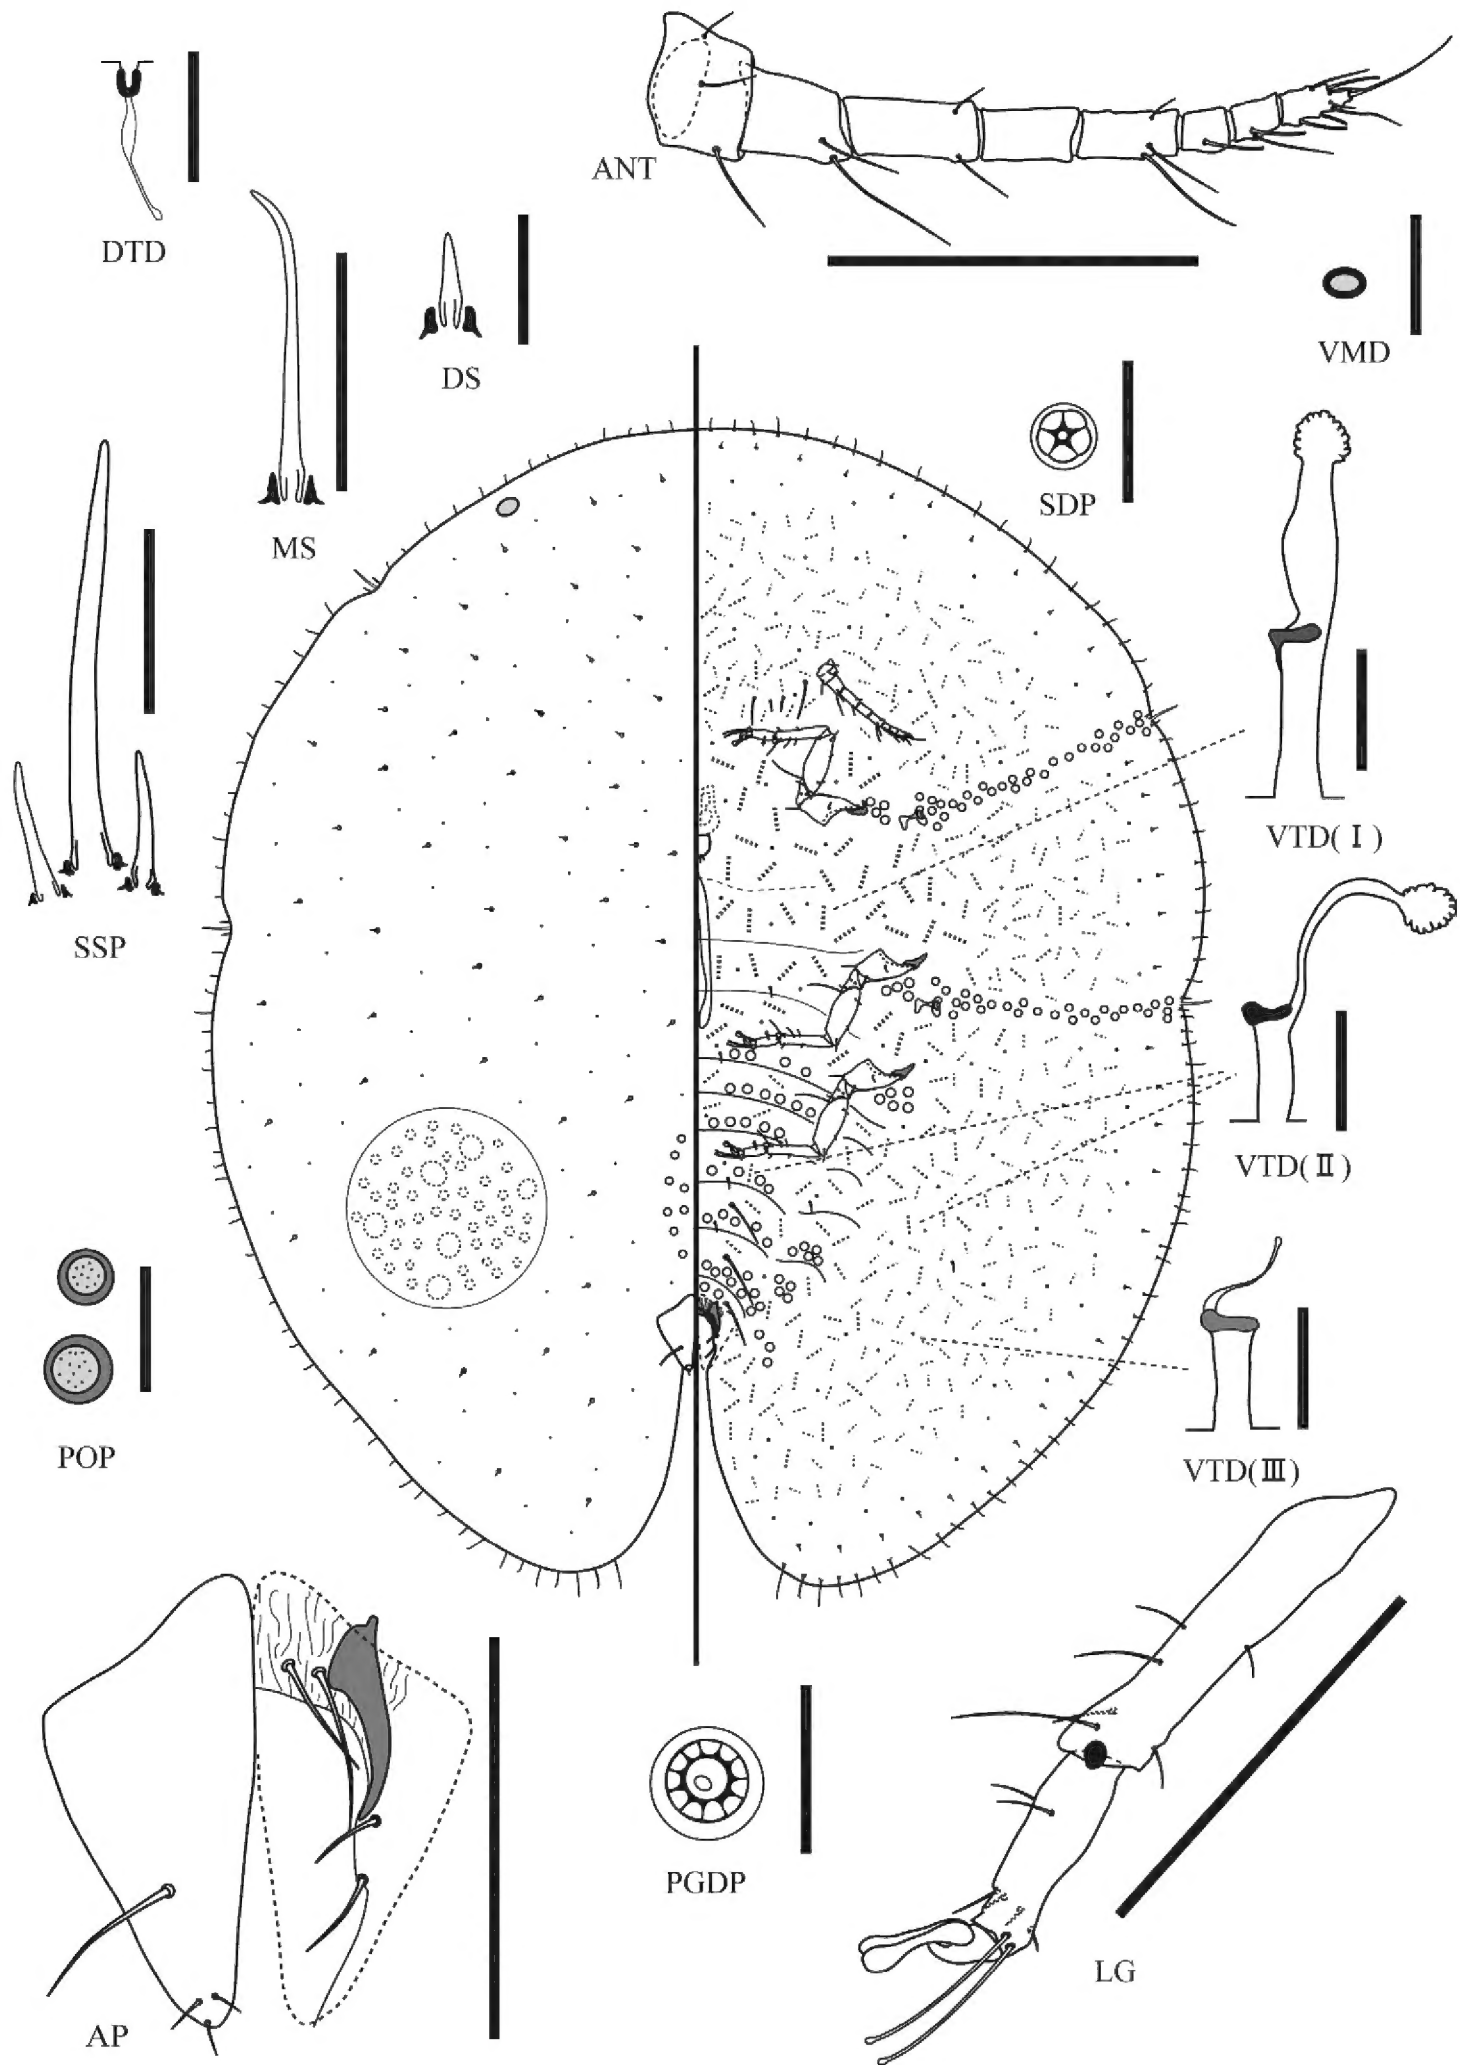 ANT
DTD
VMD
DS
SDP
MS
VTD(Ⅰ)
SSP
VTD(Ⅱ)
POP
VTD(Ⅲ)
PGDP
LG
AP